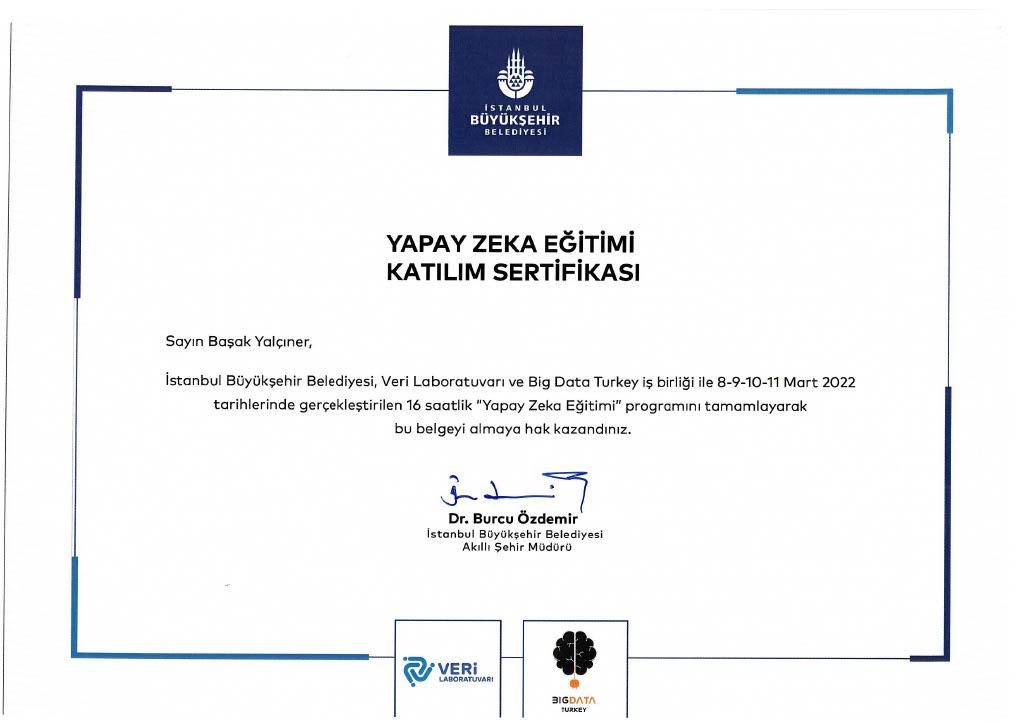 İSTANBUL
BÜYÜKŞEHİR
BELEDİYESİ
YAPAY ZEKA EĞİTİMİ
KATILIM SERTİFİKASI
Sayın Başak Yalçıner,
İstanbul Büyükşehir Belediyesi, Veri Laboratuvarı ve Big Data Turkey iş birliği ile 8-9-10-11 Mart 2022
tarihlerinde gerçekleştirilen 16 saatlik "Yapay Zeka Eğitimi" programını tamamlayarak
bu belgeyi almaya hak kazandınız.
Dr. Burcu Özdemir
İstanbul Büyükşehir Belediyesi
Akıllı Şehir Müdürü
VERİ
LABORATUVARI
BIGDATA
TURKEY